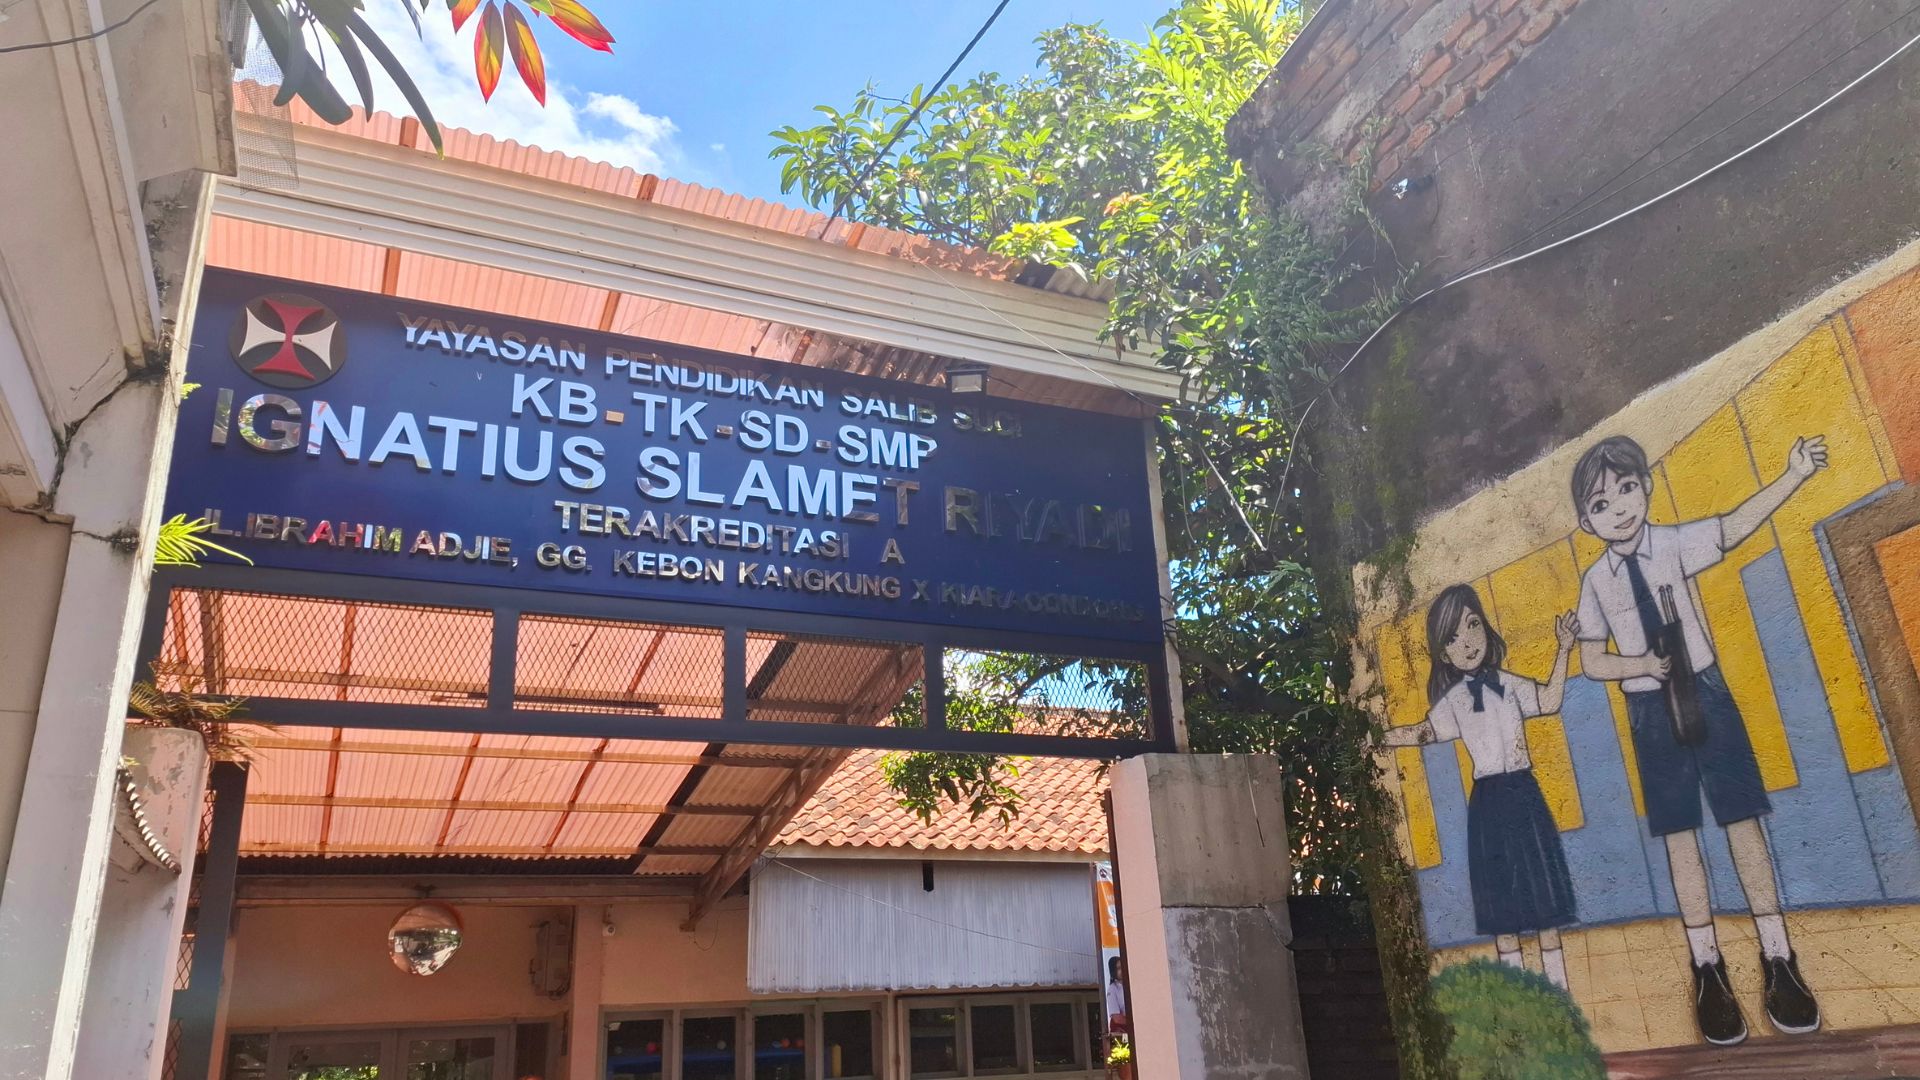 YAYASAN PENDIDIKAN SALIB SUCI
KB-TK-SD-SMP
IGNATIUS SLAMET RIYADI
TERAKREDITASI A
JL.IBRAHIM ADJIE, GG. KEBON KANGKUNG X KIARACONDONG